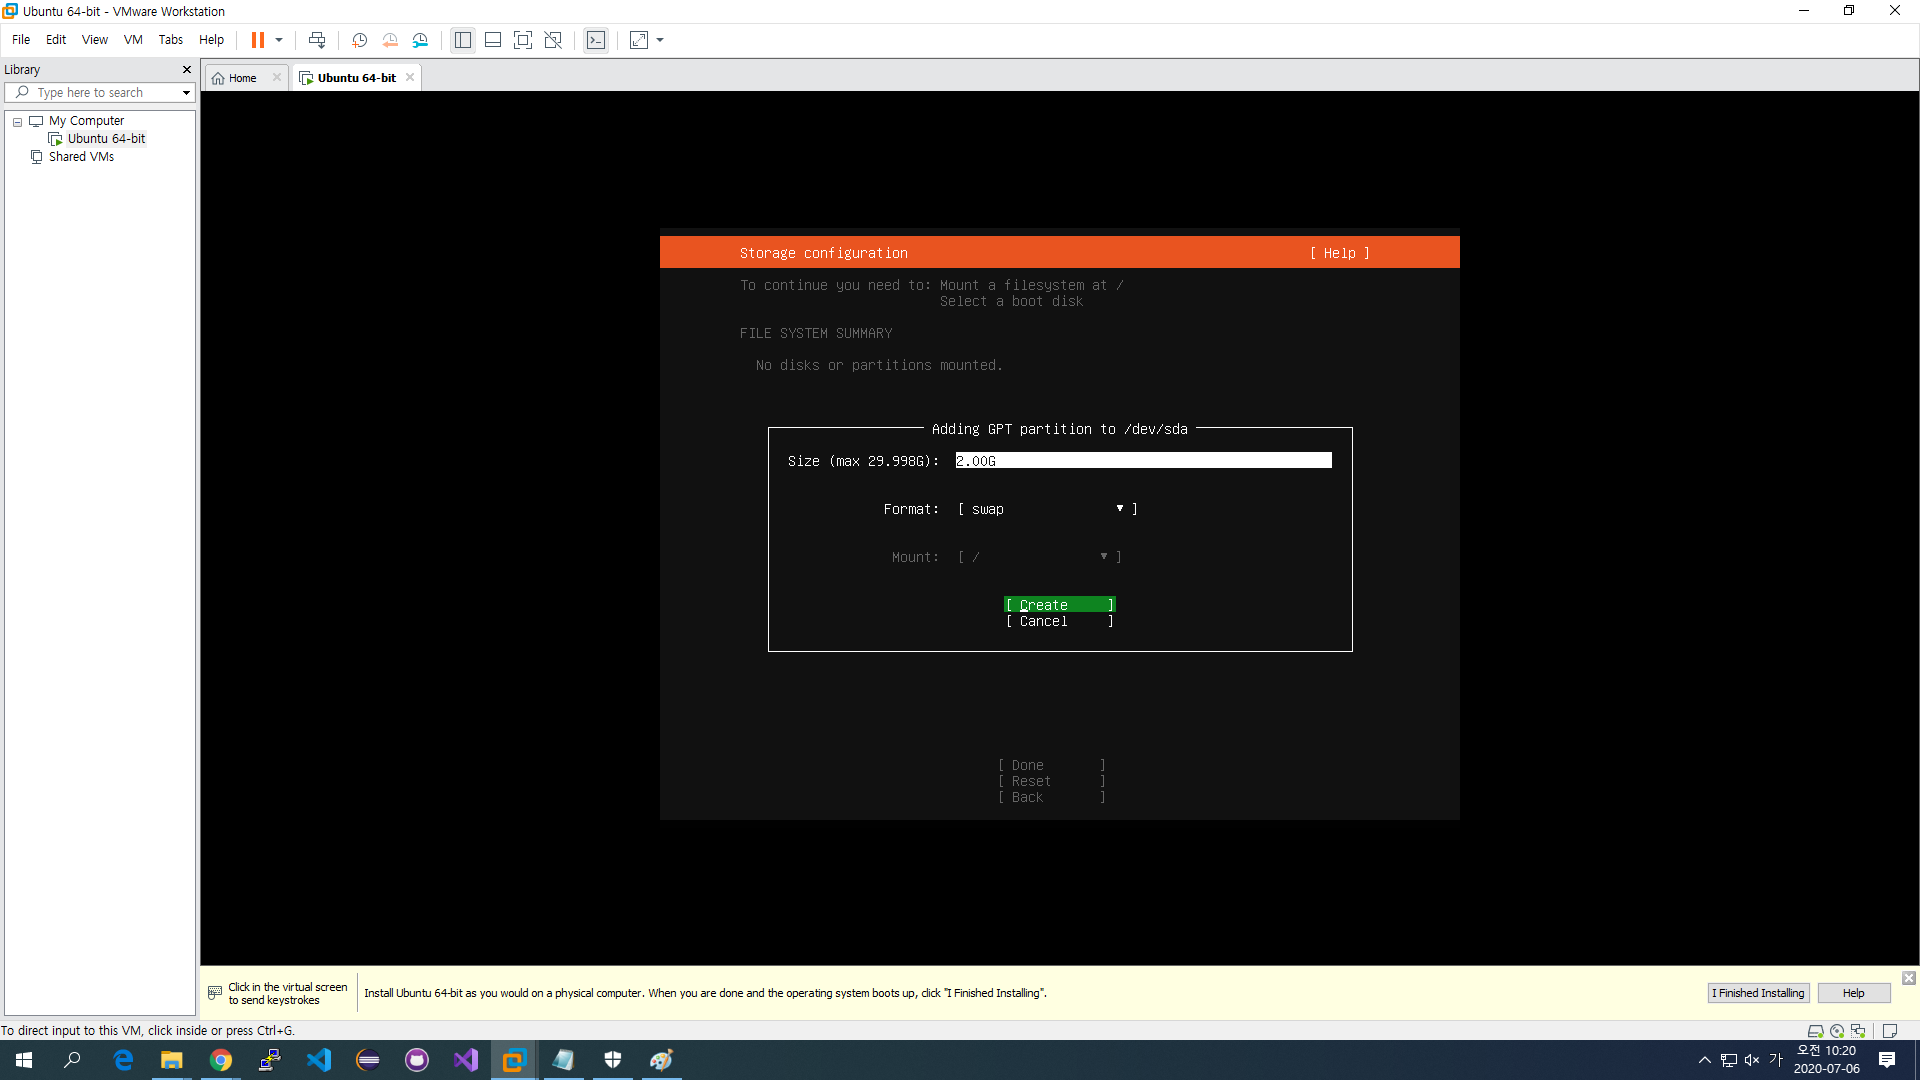 Ubuntu 64-bit - VMware Workstation
File Edit View VM Tabs Help
Library
Type here to search
My Computer
Ubuntu 64-bit
Shared VMs
Home
Ubuntu 64-bit
Storage configuration [ Help ]
To continue you need to: Mount a filesystem at /
Select a boot disk
FILE SYSTEM SUMMARY
No disks or partitions mounted.
Adding GPT partition to /dev/sda
Size (max 29.998G): 2.00G
Format: [ swap ▾ ]
Mount: [ / ▾ ]
[ Create ]
[ Cancel ]
[ Done ]
[ Reset ]
[ Back ]
Click in the virtual screen
to send keystrokes
Install Ubuntu 64-bit as you would on a physical computer. When you are done and the operating system boots up, click "I Finished Installing".
I Finished Installing
Help
To direct input to this VM, click inside or press Ctrl+G.
가
오전 10:20
2020-07-06